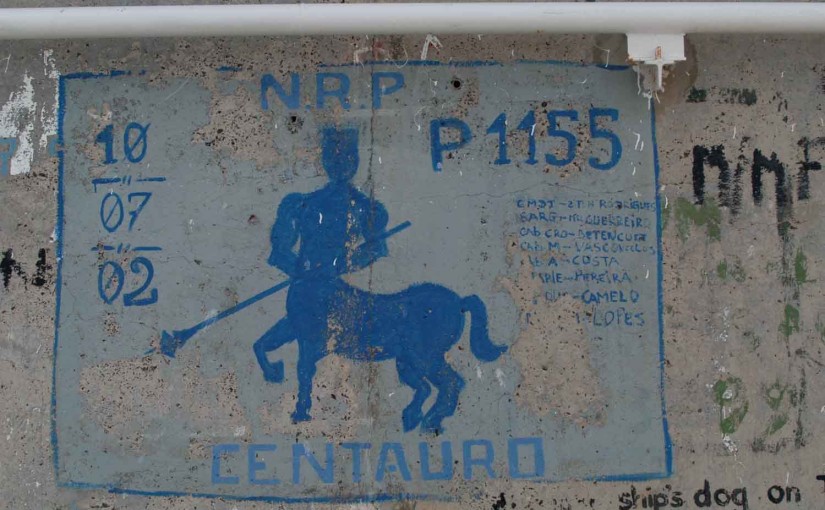 N.R.P
P1155
10
07
02
CMDT - 2TEN RODRIGUES
SARG - GUERREIRO
CAB CRO - BETENCURT
CAB M - VASCONCELOS
A - COSTA
- PEREIRA
- CAMELO
- LOPES
CENTAURO
ship's dog on